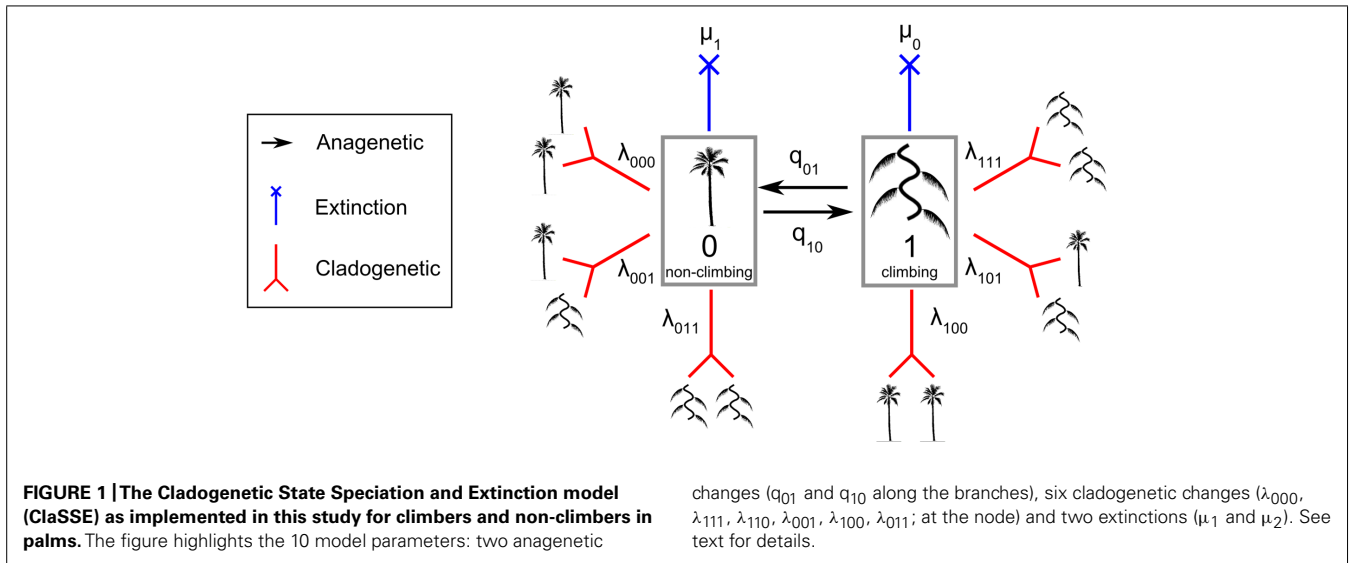 Anagenetic
Extinction
Cladogenetic
μ1
μ0
λ000
λ001
λ011
0
non-climbing
q01
q10
1
climbing
λ111
λ101
λ100
FIGURE 1 | The Cladogenetic State Speciation and Extinction model
(ClaSSE) as implemented in this study for climbers and non-climbers in
palms. The figure highlights the 10 model parameters: two anagenetic
changes (q01 and q10 along the branches), six cladogenetic changes (λ000,
λ111, λ110, λ001, λ100, λ011; at the node) and two extinctions (μ1 and μ2). See
text for details.